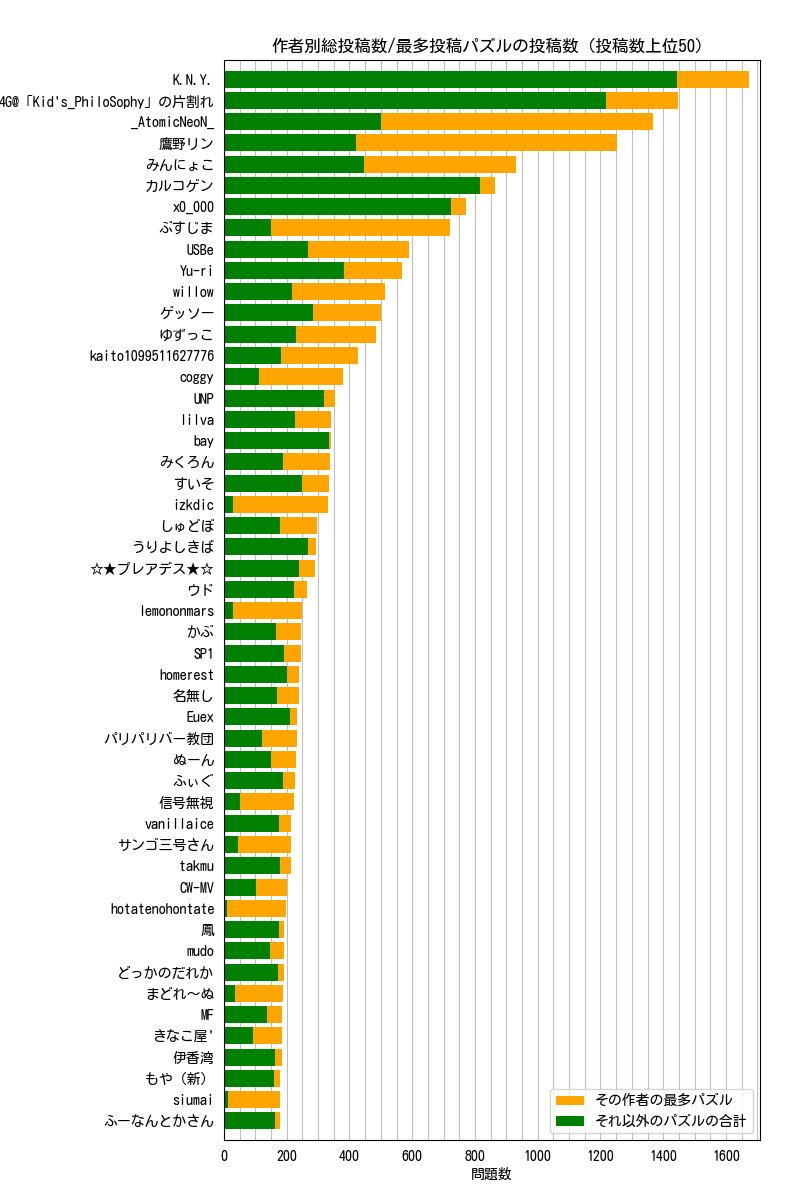 作者別総投稿数/最多投稿パズルの投稿数（投稿数上位50）
K.N.Y.
4G@「Kid's_PhiloSophy」の片割れ
_AtomicNeoN_
鷹野リン
みんにょこ
カルコゲン
x0_000
ぷすじま
USBe
Yu-ri
willow
ゲッソー
ゆずっこ
kaito1099511627776
coggy
UNP
lilva
bay
みくろん
すいそ
izkdic
しゅどぼ
うりよしきば
☆★プレアデス★☆
ウド
lemononmars
かぶ
SP1
homerest
名無し
Euex
パリパリバー教団
ぬーん
ふぃぐ
信号無視
vanillaice
サンゴ三号さん
takmu
CW-MV
hotatenohontate
鳳
mudo
どっかのだれか
まどれ～ぬ
MF
きなこ屋'
伊香湾
もや（新）
siumai
ふーなんとかさん
その作者の最多パズル
それ以外のパズルの合計
0 200 400 600 800 1000 1200 1400 1600
問題数